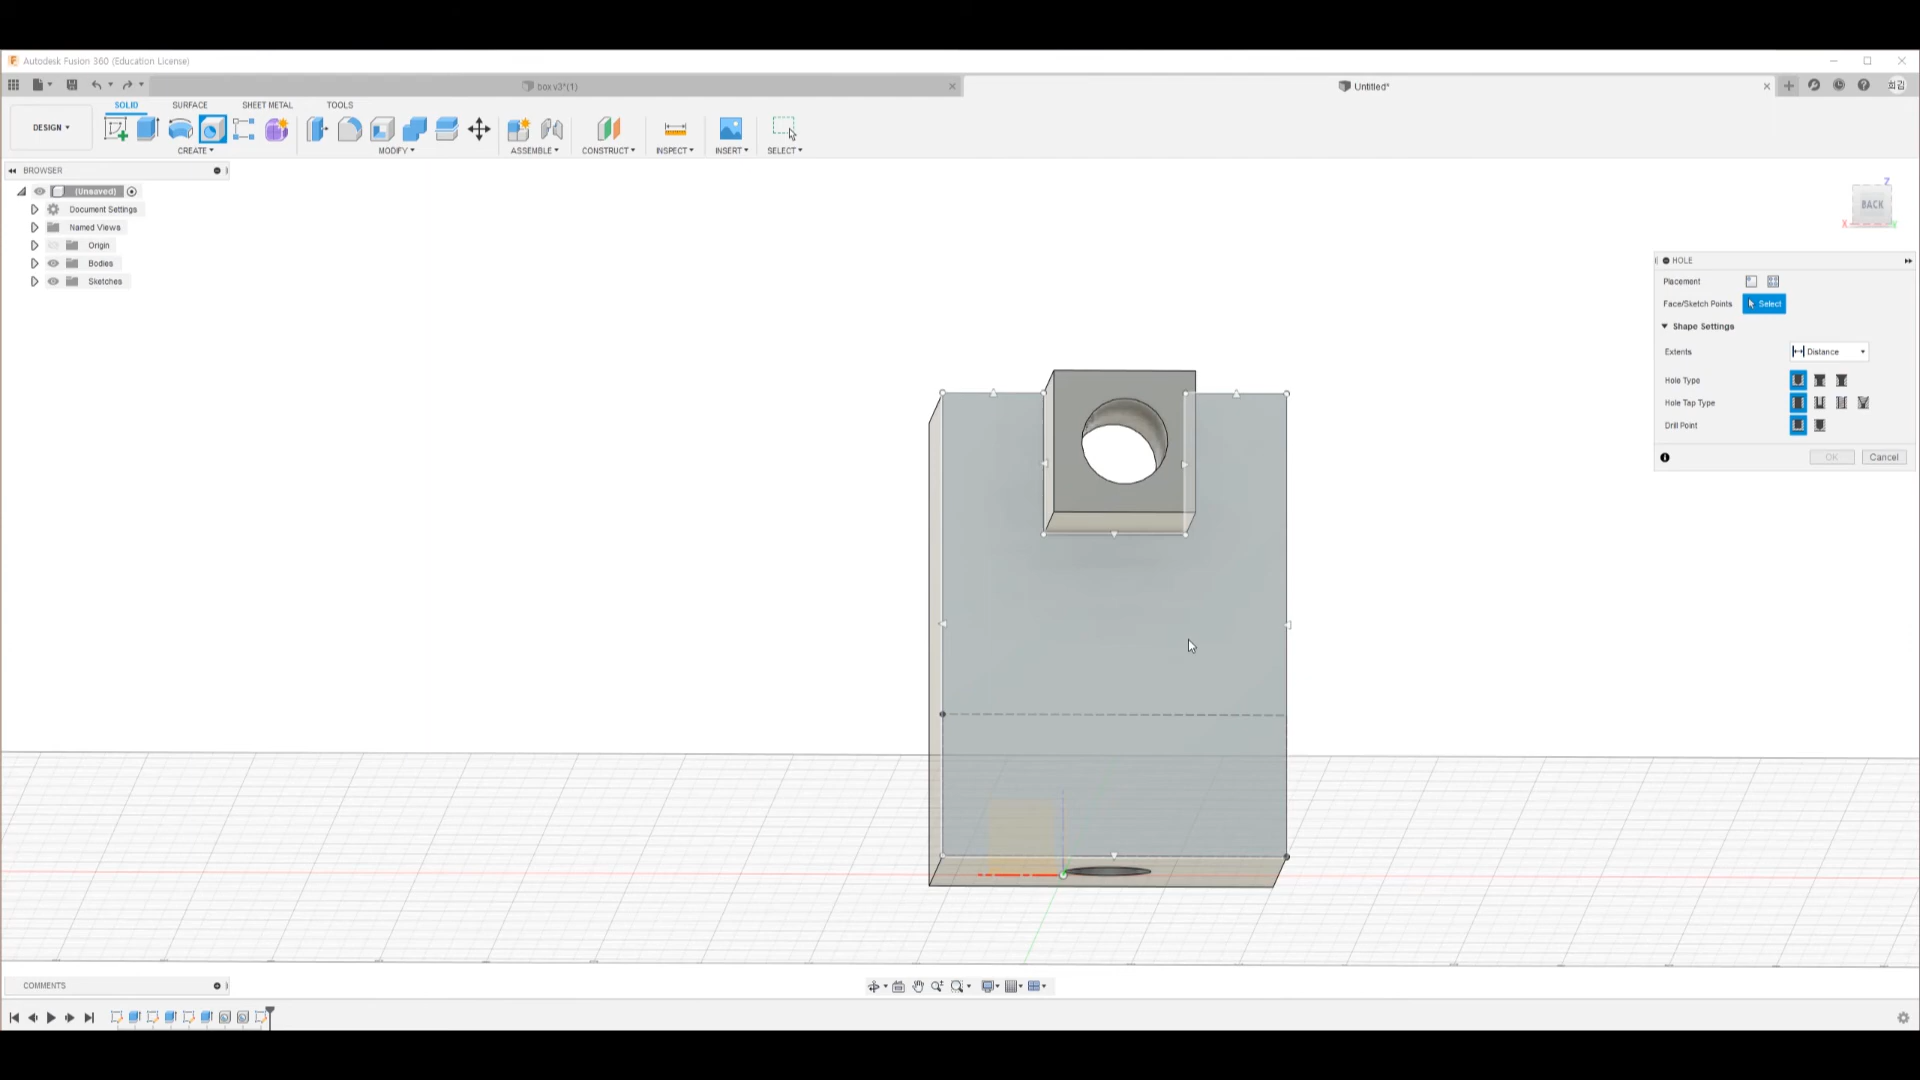 Autodesk Fusion 360 (Education License)
box v3*(1)
Untitled*
DESIGN
SOLID
SURFACE
SHEET METAL
TOOLS
CREATE
MODIFY
ASSEMBLE
CONSTRUCT
INSPECT
INSERT
SELECT
BROWSER
(Unsaved)
Document Settings
Named Views
Origin
Bodies
Sketches
Z
BACK
X
Y
HOLE
Placement
Face/Sketch Points
Select
Shape Settings
Extents
Distance
Hole Type
Hole Tap Type
Drill Point
OK
Cancel
COMMENTS